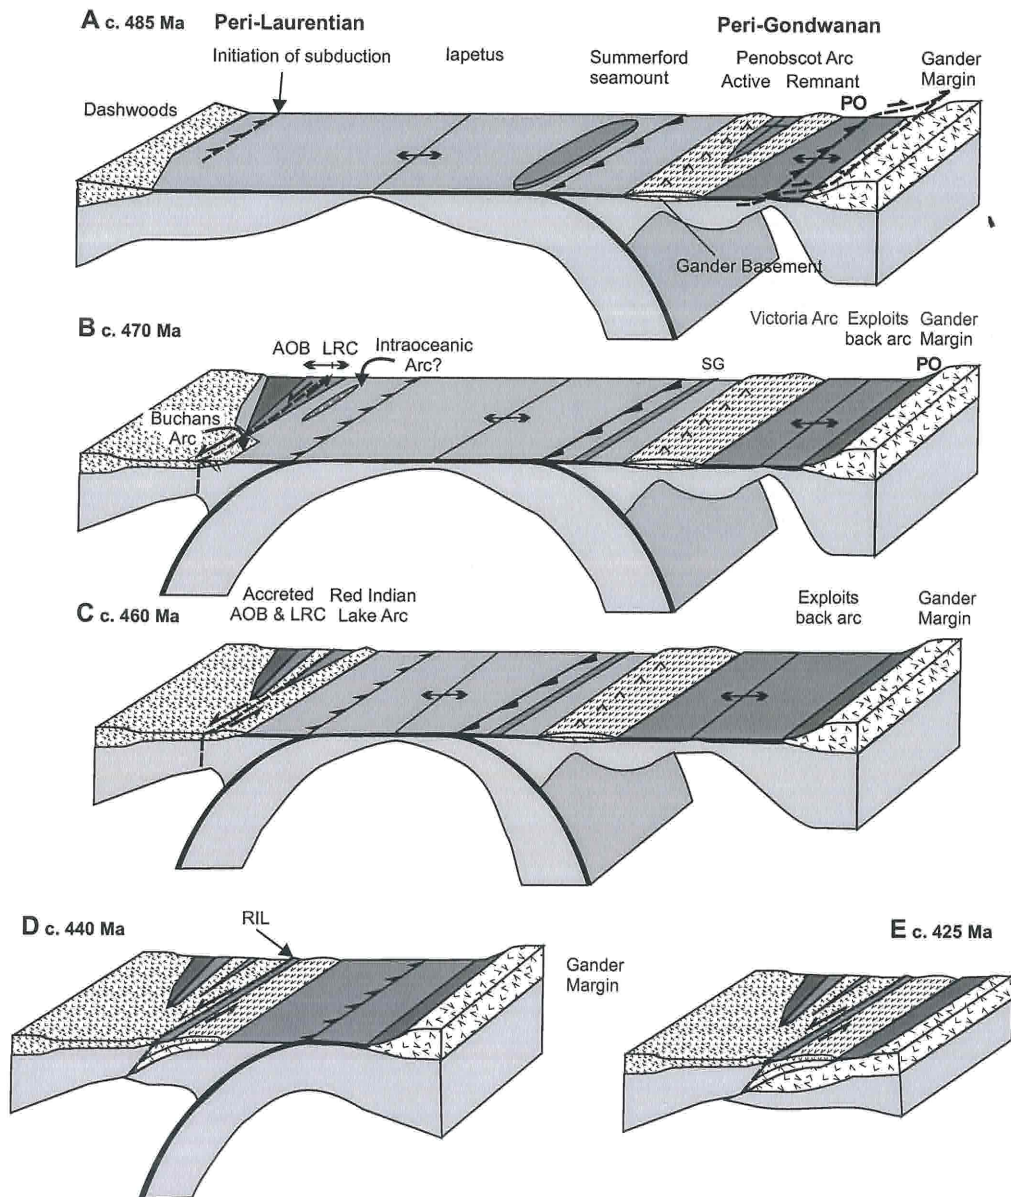 A c. 485 Ma
Peri-Laurentian
Peri-Gondwanan
Initiation of subduction
Iapetus
Summerford
seamount
Penobscot Arc
Active Remnant
Gander
Margin
PO
Dashwoods
Gander Basement
B c. 470 Ma
Victoria Arc
Exploits
back arc
Gander
Margin
AOB LRC
Intraoceanic
Arc?
SG
PO
Buchans
Arc
C c. 460 Ma
Accreted
AOB & LRC
Red Indian
Lake Arc
Exploits
back arc
Gander
Margin
D c. 440 Ma
RIL
Gander
Margin
E c. 425 Ma